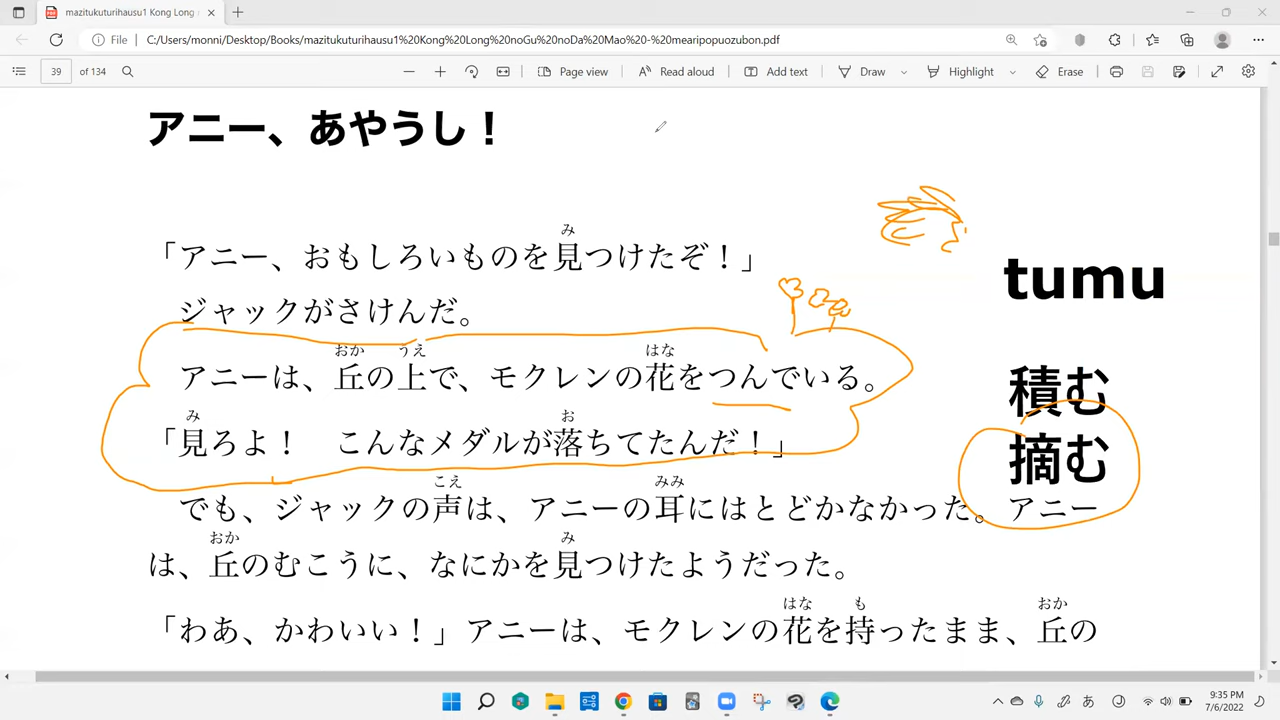 mazitukuturihausu1 Kong Long
File
C:/Users/monni/Desktop/Books/mazitukuturihausu1%20Kong%20Long%20noGu%20noDa%20Mao%20-%20mearipopuozubon.pdf
39 of 134
Page view
Read aloud
Add text
Draw
Highlight
Erase
アニー、あやうし！
み
「アニー、おもしろいものを見つけたぞ！」
tumu
ジャックがさけんだ。
おか うえ はな
アニーは、丘の上で、モクレンの花をつんでいる。
積む
み お
「見ろよ！　こんなメダルが落ちてたんだ！」
摘む
こえ みみ
でも、ジャックの声は、アニーの耳にはとどかなかった。アニー
おか み
は、丘のむこうに、なにかを見つけたようだった。
はな も おか
「わあ、かわいい！」アニーは、モクレンの花を持ったまま、丘の
あ
9:35 PM
7/6/2022